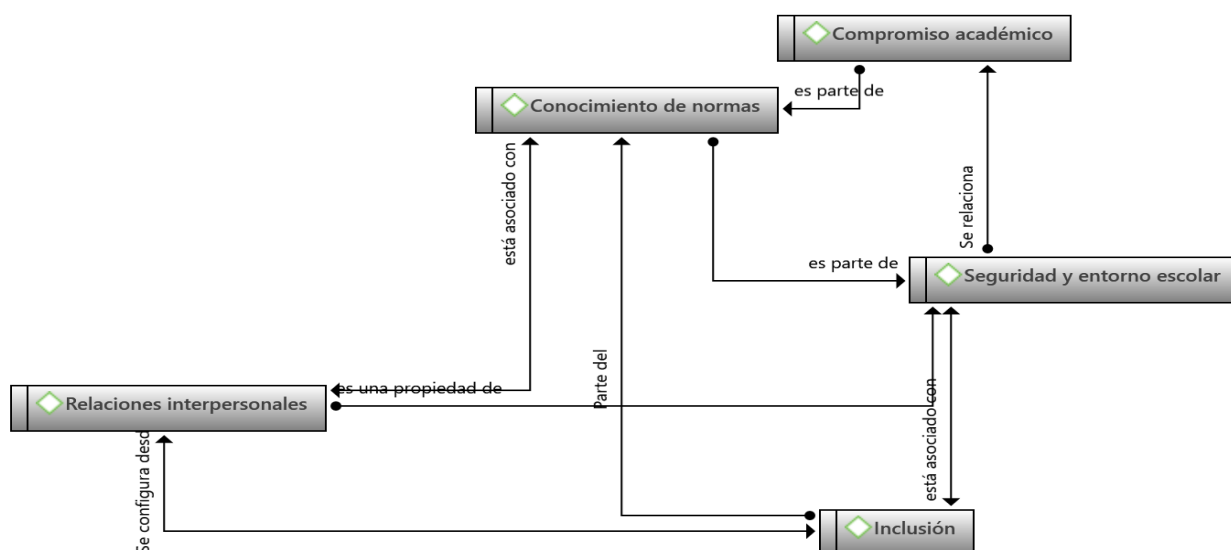 Compromiso académico
es parte de
Conocimiento de normas
está asociado con
Se relaciona
es parte de
Seguridad y entorno escolar
Parte del
es una propiedad de
Relaciones interpersonales
está asociado con
Se configura desd
Inclusión